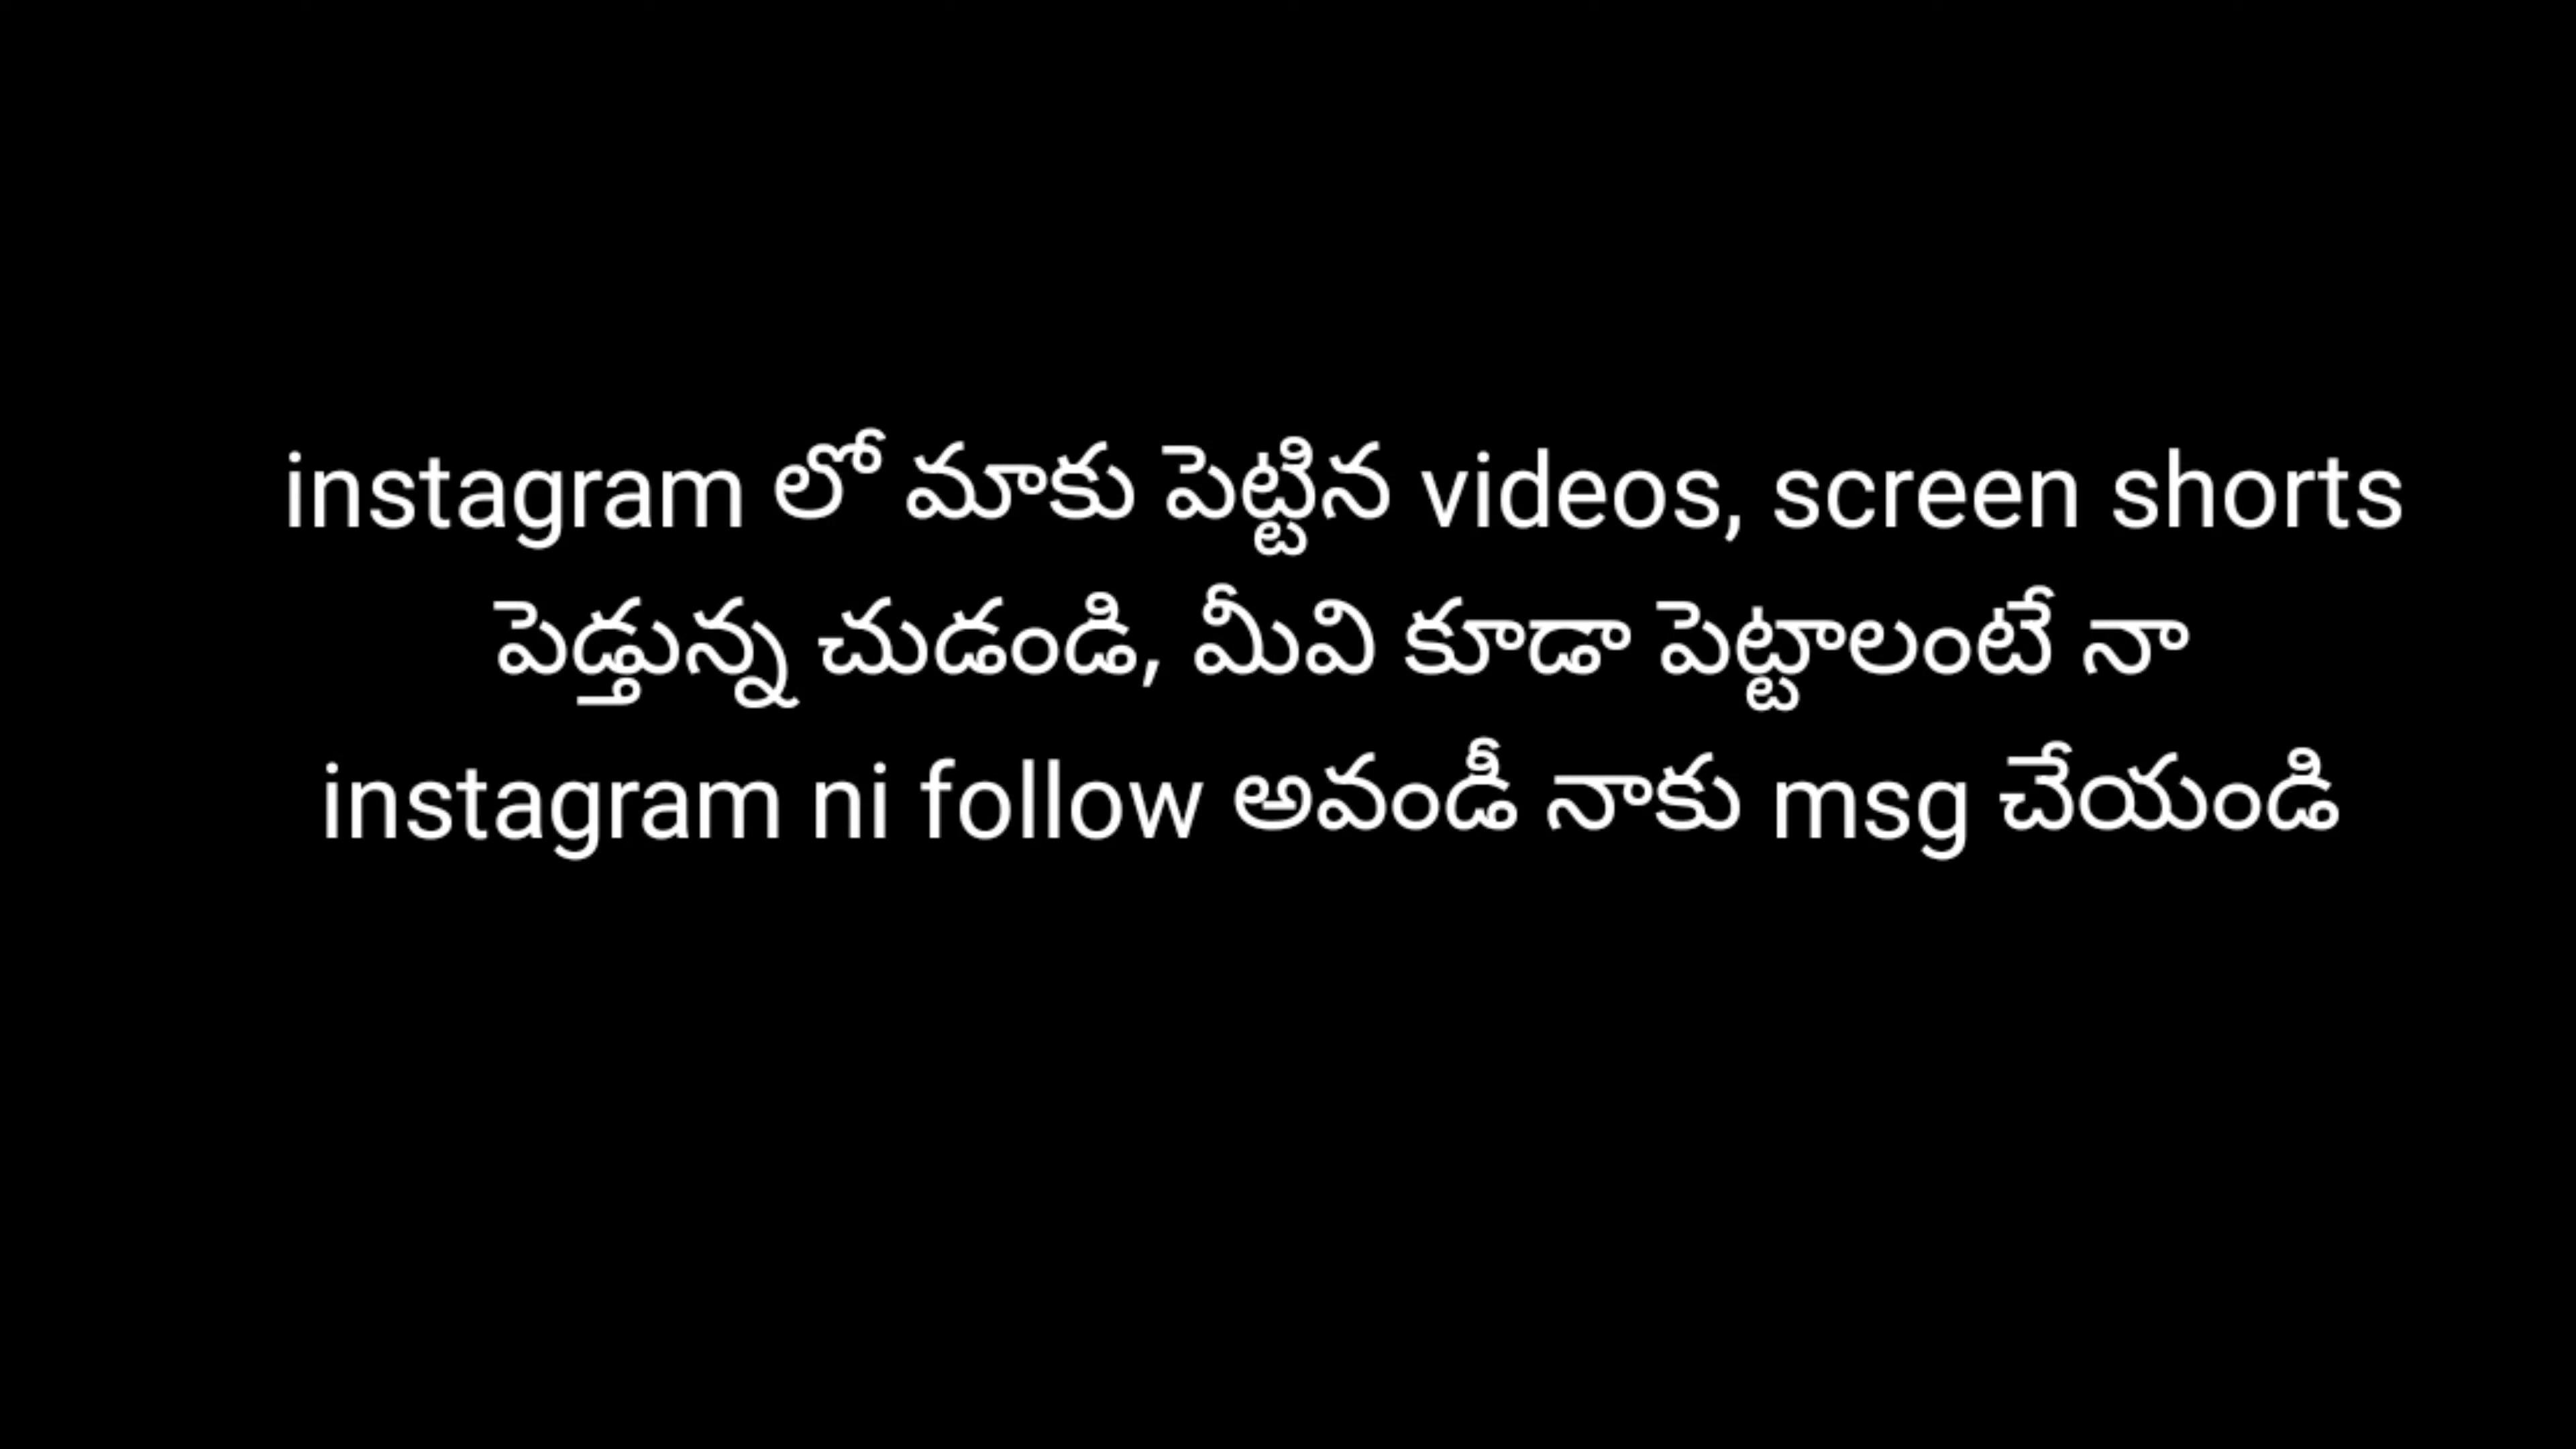 instagram లో మాకు పెట్టిన videos, screen shorts
పెడ్తున్న చుడండి, మీవి కూడా పెట్టాలంటే నా
instagram ni follow అవండీ నాకు msg చేయండి